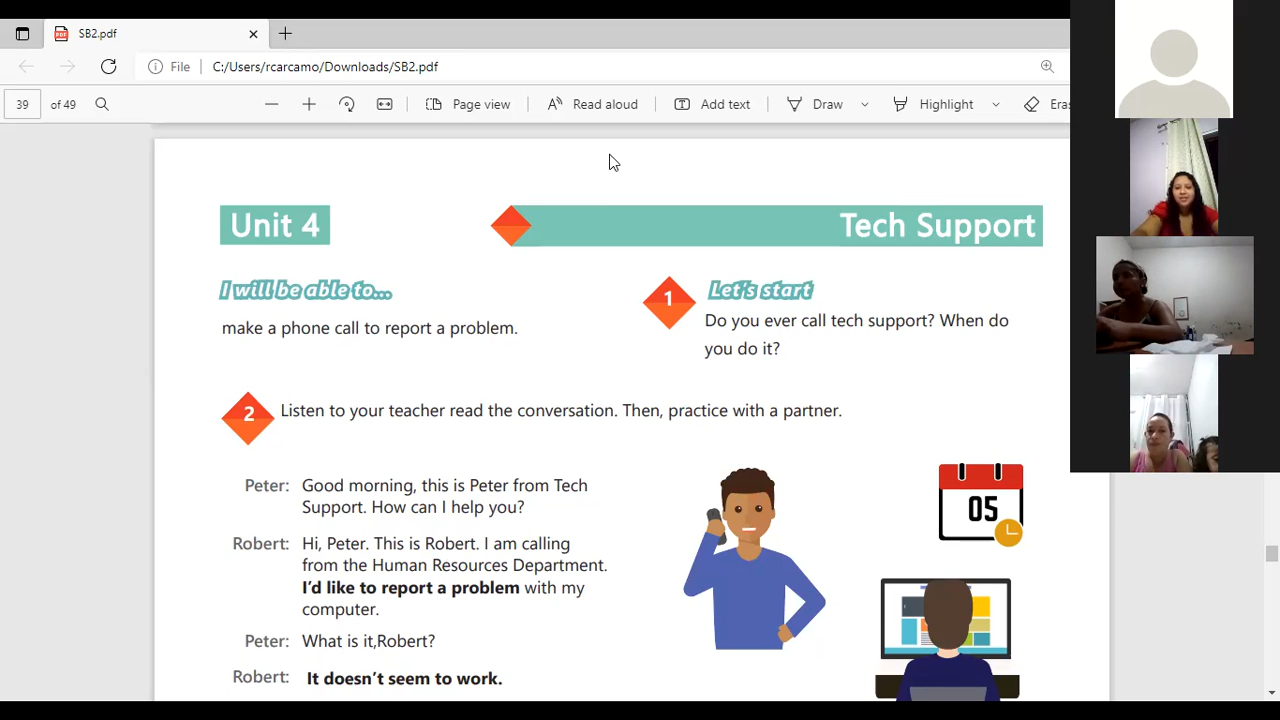 SB2.pdf
File C:/Users/rcarcamo/Downloads/SB2.pdf
39 of 49 Page view Read aloud Add text Draw Highlight Eras
Unit 4 Tech Support
I will be able to...
make a phone call to report a problem.
1 Let's start
Do you ever call tech support? When do
you do it?
2 Listen to your teacher read the conversation. Then, practice with a partner.
Peter: Good morning, this is Peter from Tech
Support. How can I help you?
Robert: Hi, Peter. This is Robert. I am calling
from the Human Resources Department.
I'd like to report a problem with my
computer.
Peter: What is it,Robert?
Robert: It doesn't seem to work.
05